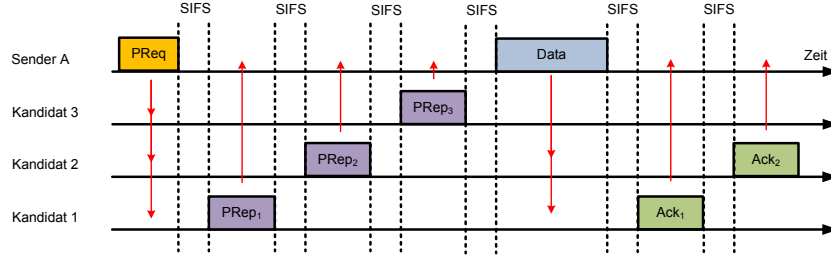 SIFS SIFS SIFS SIFS SIFS SIFS
Sender A PReq Data Zeit
Kandidat 3 PRep₃
Kandidat 2 PRep₂ Ack₂
Kandidat 1 PRep₁ Ack₁